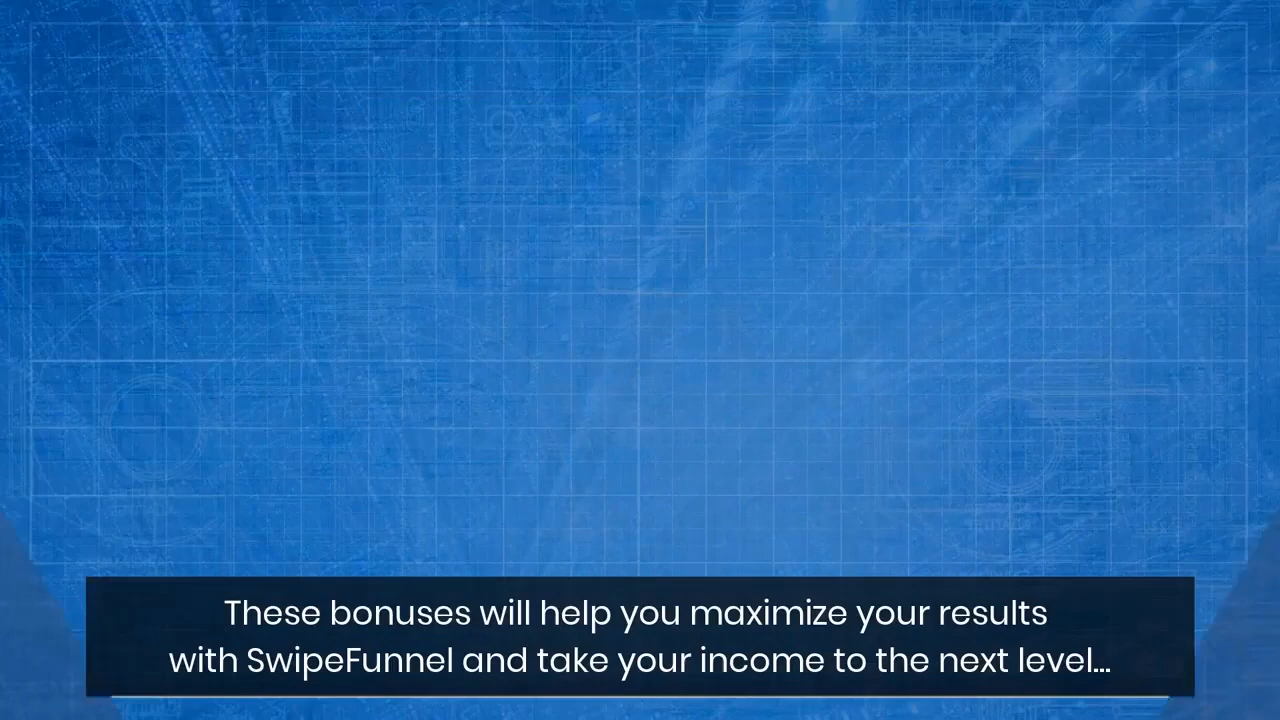 These bonuses will help you maximize your results
with SwipeFunnel and take your income to the next level...